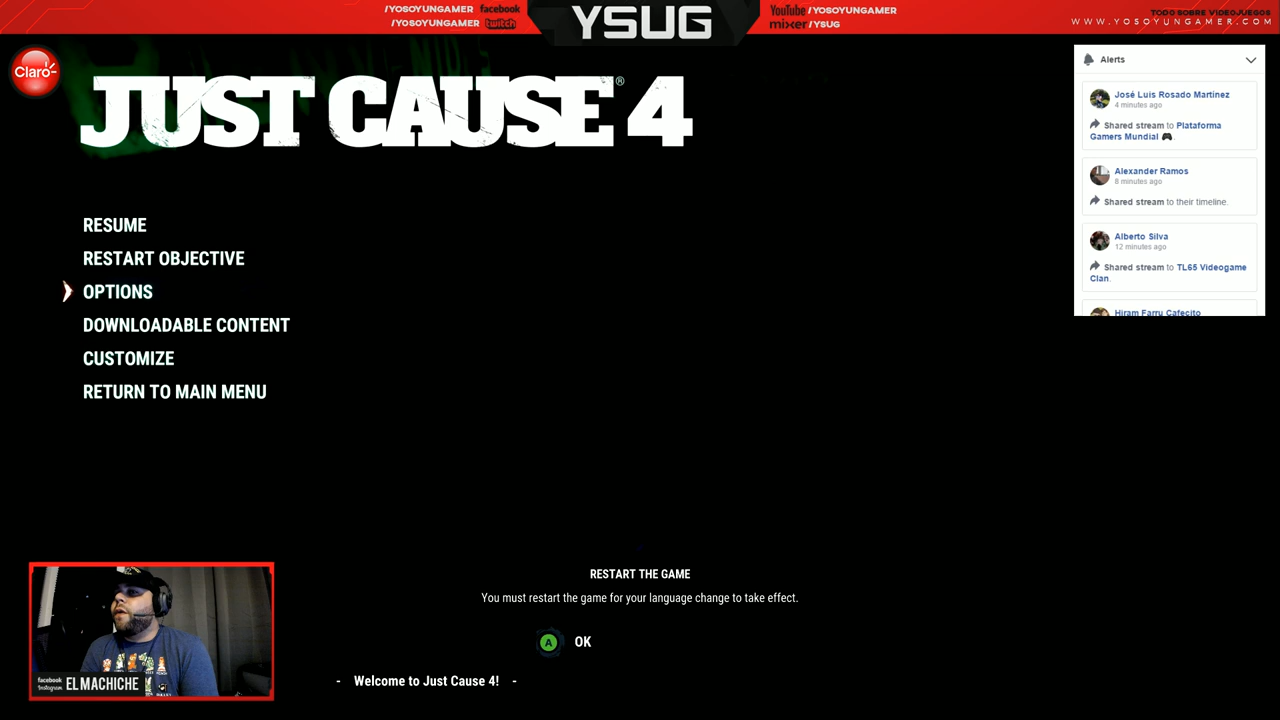 /YOSOYUNGAMER facebook
/YOSOYUNGAMER twitch
YSUG
YouTube /YOSOYUNGAMER
mixer /YSUG
TODO SOBRE VIDEOJUEGOS
WWW.YOSOYUNGAMER.COM
Claro
JUST CAUSE 4
®
Alerts
José Luis Rosado Martínez
4 minutes ago
Shared stream to Plataforma
Gamers Mundial 🎮.
Alexander Ramos
8 minutes ago
Shared stream to their timeline.
Alberto Silva
12 minutes ago
Shared stream to TL65 Videogame
Clan.
Hiram Farru Cafecito
RESUME
RESTART OBJECTIVE
OPTIONS
DOWNLOADABLE CONTENT
CUSTOMIZE
RETURN TO MAIN MENU
RESTART THE GAME
You must restart the game for your language change to take effect.
A OK
facebook
Instagram
EL MACHICHE
- Welcome to Just Cause 4! -